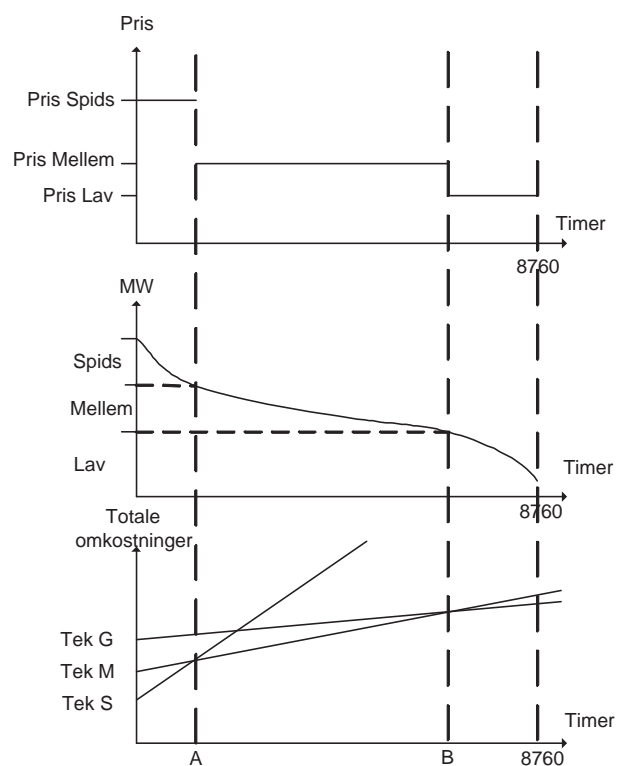 Pris
Pris Spids
Pris Mellem
Pris Lav
Timer
8760
MW
Spids
Mellem
Lav
Timer
8760
Totale
omkostninger
Tek G
Tek M
Tek S
Timer
A
B
8760